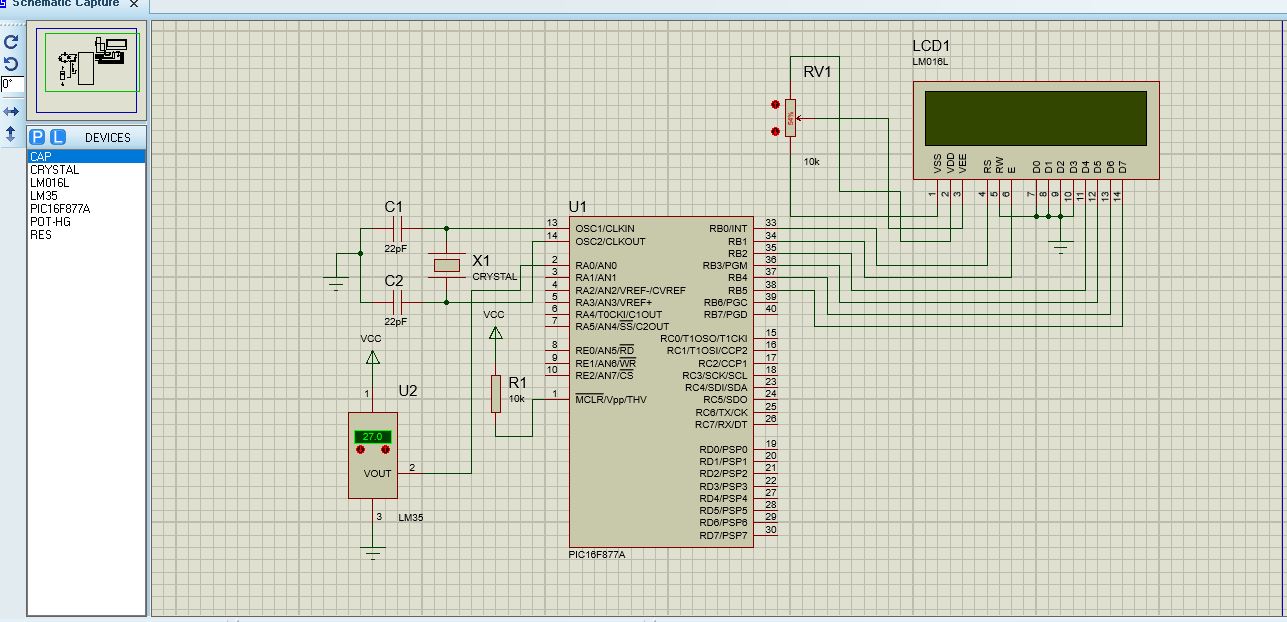 Schematic Capture
0°
P L DEVICES
CAP
CRYSTAL
LM016L
LM35
PIC16F877A
POT-HG
RES
LCD1
LM016L
RV1
10k
VSS VDD VEE RS RW E D0 D1 D2 D3 D4 D5 D6 D7
1 2 3 4 5 6 7 8 9 10 11 12 13 14
C1
22pF
C2
22pF
X1
CRYSTAL
VCC
VCC
R1
10k
U2
1
27.0
VOUT
2
3
LM35
U1
13 OSC1/CLKIN RB0/INT 33
14 OSC2/CLKOUT RB1 34
RB2 35
2 RA0/AN0 RB3/PGM 36
3 RA1/AN1 RB4 37
4 RA2/AN2/VREF-/CVREF RB5 38
5 RA3/AN3/VREF+ RB6/PGC 39
6 RA4/T0CKI/C1OUT RB7/PGD 40
7 RA5/AN4/SS/C2OUT
RC0/T1OSO/T1CKI 15
8 RE0/AN5/RD RC1/T1OSI/CCP2 16
9 RE1/AN6/WR RC2/CCP1 17
10 RE2/AN7/CS RC3/SCK/SCL 18
RC4/SDI/SDA 23
1 MCLR/Vpp/THV RC5/SDO 24
RC6/TX/CK 25
RC7/RX/DT 26
RD0/PSP0 19
RD1/PSP1 20
RD2/PSP2 21
RD3/PSP3 22
RD4/PSP4 27
RD5/PSP5 28
RD6/PSP6 29
RD7/PSP7 30
PIC16F877A